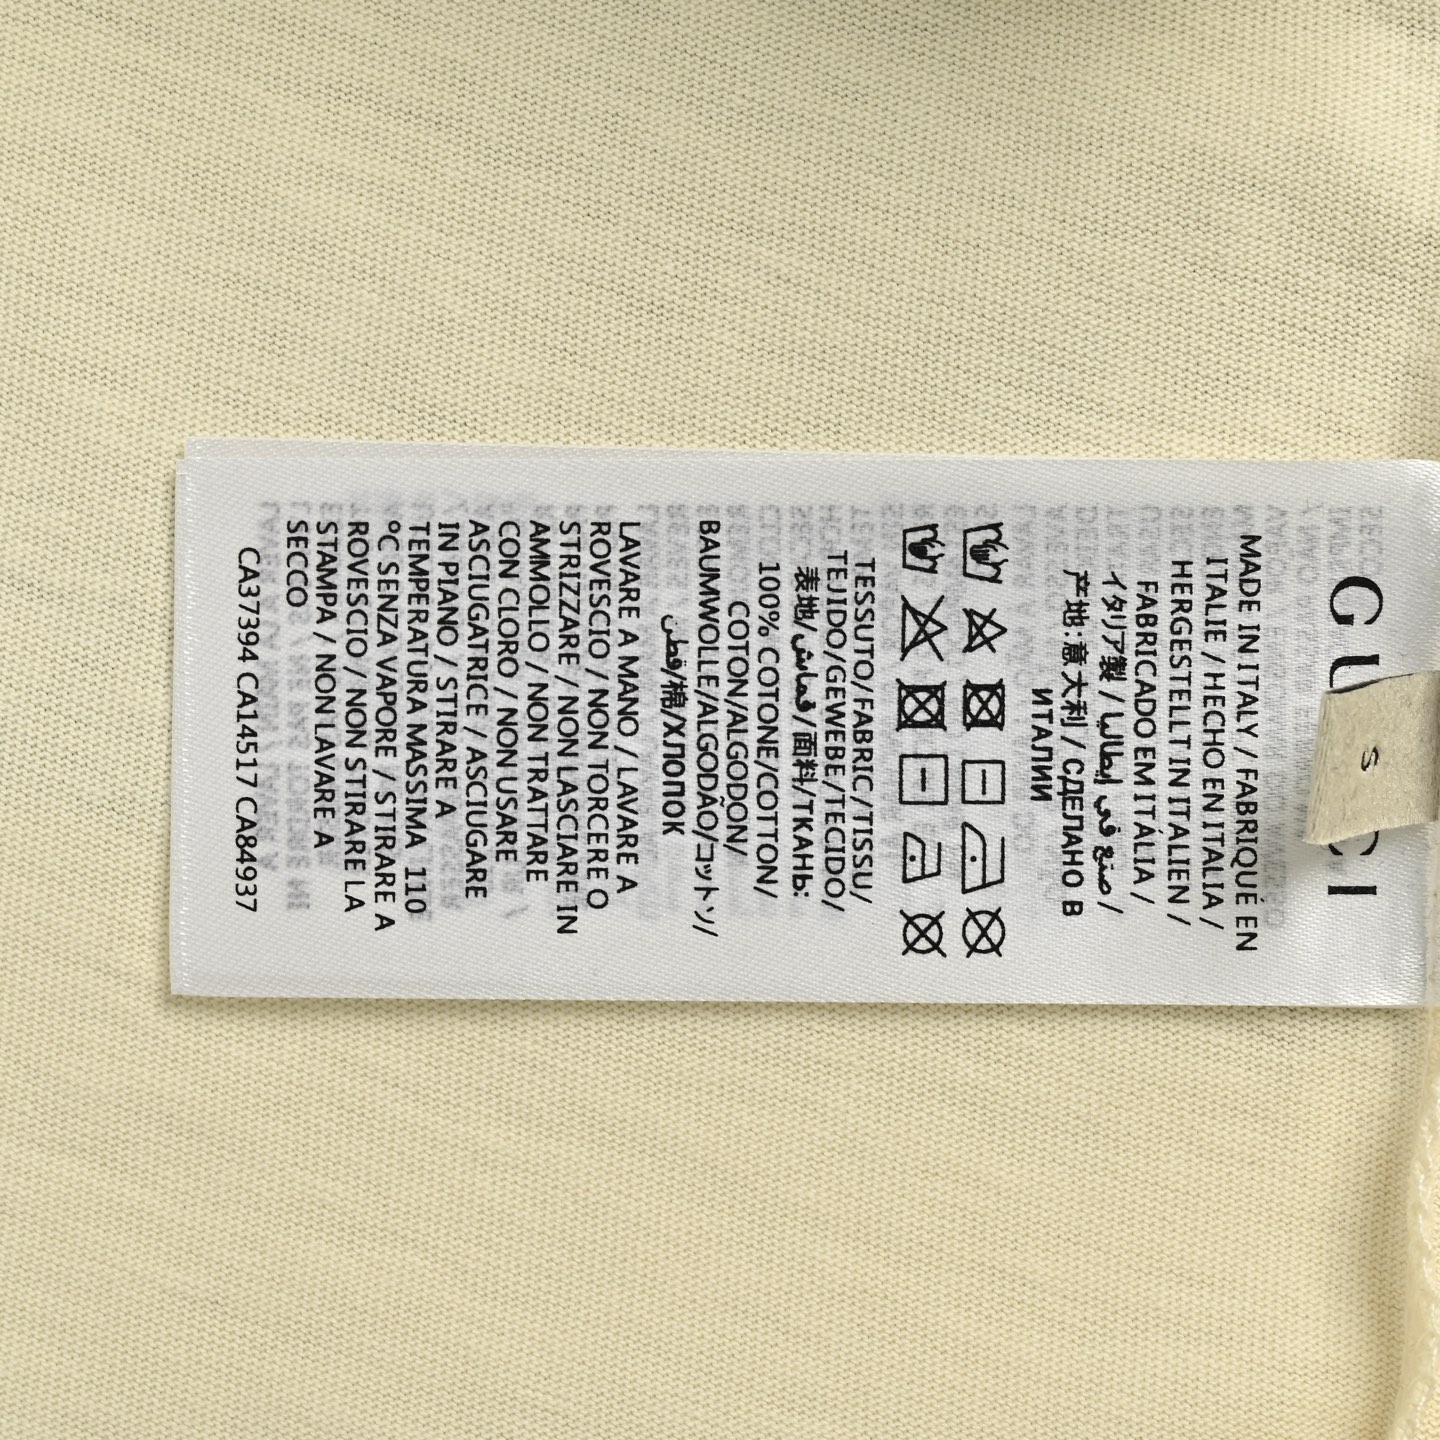 GUCCI
S
MADE IN ITALY / FABRIQUÉ EN
ITALIE / HECHO EN ITALIA /
HERGESTELLT IN ITALIEN /
FABRICADO EM ITÁLIA /
イタリア製 / صنع في إيطاليا /
产地:意大利 / СДЕЛАНО В
ИТАЛИИ
TESSUTO/FABRIC/TISSU/
TEJIDO/GEWEBE/TECIDO/
表地/قماش/面料/ТКАНЬ:
100% COTONE/COTTON/
COTON/ALGODÓN/
BAUMWOLLE/ALGODÃO/コットン/
قطن/棉/ХЛОПОК
LAVARE A MANO / LAVARE A
ROVESCIO / NON TORCERE O
STRIZZARE / NON LASCIARE IN
AMMOLLO / NON TRATTARE
CON CLORO / NON USARE
ASCIUGATRICE / ASCIUGARE
IN PIANO / STIRARE A
TEMPERATURA MASSIMA 110
°C SENZA VAPORE / STIRARE A
ROVESCIO / NON STIRARE LA
STAMPA / NON LAVARE A
SECCO
CA37394 CA14517 CA84937